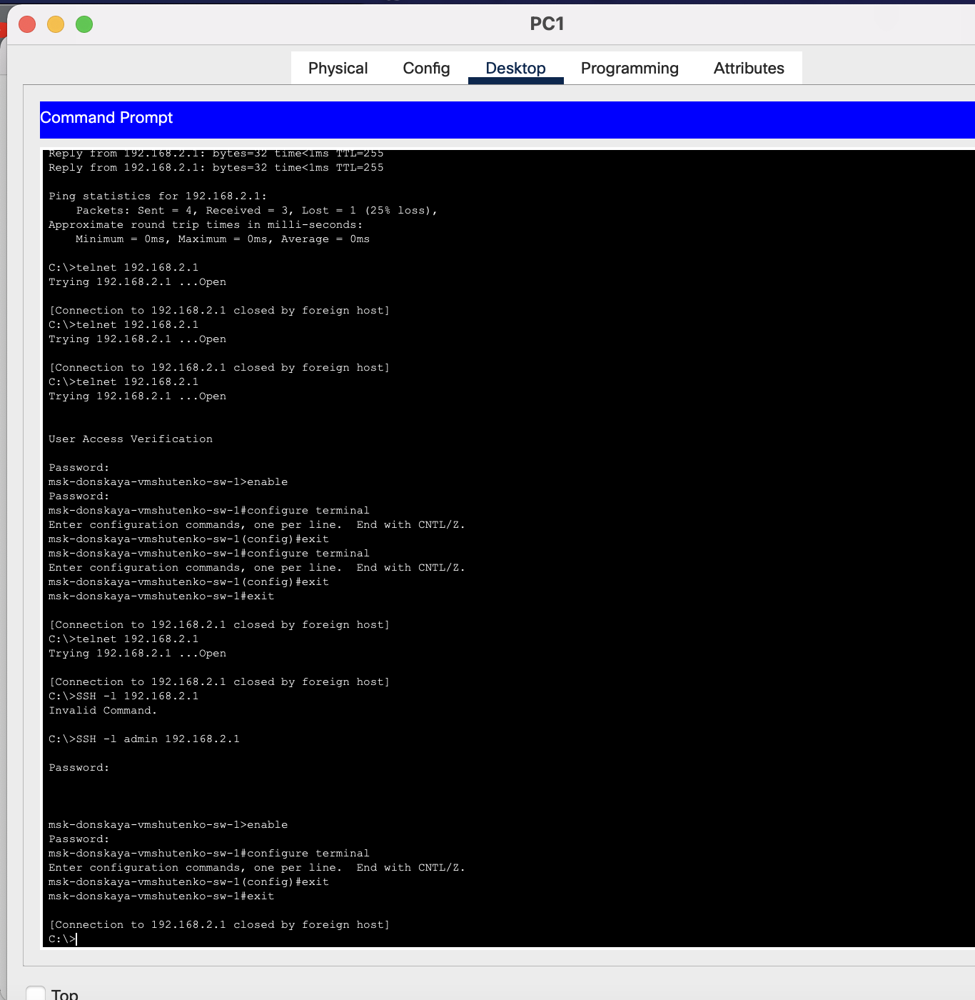 PC1
Physical Config Desktop Programming Attributes
Command Prompt
Reply from 192.168.2.1: bytes=32 time<1ms TTL=255
Reply from 192.168.2.1: bytes=32 time<1ms TTL=255
Ping statistics for 192.168.2.1:
Packets: Sent = 4, Received = 3, Lost = 1 (25% loss),
Approximate round trip times in milli-seconds:
Minimum = 0ms, Maximum = 0ms, Average = 0ms
C:\>telnet 192.168.2.1
Trying 192.168.2.1 ...Open
[Connection to 192.168.2.1 closed by foreign host]
C:\>telnet 192.168.2.1
Trying 192.168.2.1 ...Open
[Connection to 192.168.2.1 closed by foreign host]
C:\>telnet 192.168.2.1
Trying 192.168.2.1 ...Open
User Access Verification
Password:
msk-donskaya-vmshutenko-sw-1>enable
Password:
msk-donskaya-vmshutenko-sw-1#configure terminal
Enter configuration commands, one per line.  End with CNTL/Z.
msk-donskaya-vmshutenko-sw-1(config)#exit
msk-donskaya-vmshutenko-sw-1#configure terminal
Enter configuration commands, one per line.  End with CNTL/Z.
msk-donskaya-vmshutenko-sw-1(config)#exit
msk-donskaya-vmshutenko-sw-1#exit
[Connection to 192.168.2.1 closed by foreign host]
C:\>telnet 192.168.2.1
Trying 192.168.2.1 ...Open
[Connection to 192.168.2.1 closed by foreign host]
C:\>SSH -l 192.168.2.1
Invalid Command.
C:\>SSH -l admin 192.168.2.1
Password:
msk-donskaya-vmshutenko-sw-1>enable
Password:
msk-donskaya-vmshutenko-sw-1#configure terminal
Enter configuration commands, one per line.  End with CNTL/Z.
msk-donskaya-vmshutenko-sw-1(config)#exit
msk-donskaya-vmshutenko-sw-1#exit
[Connection to 192.168.2.1 closed by foreign host]
C:\>
Top